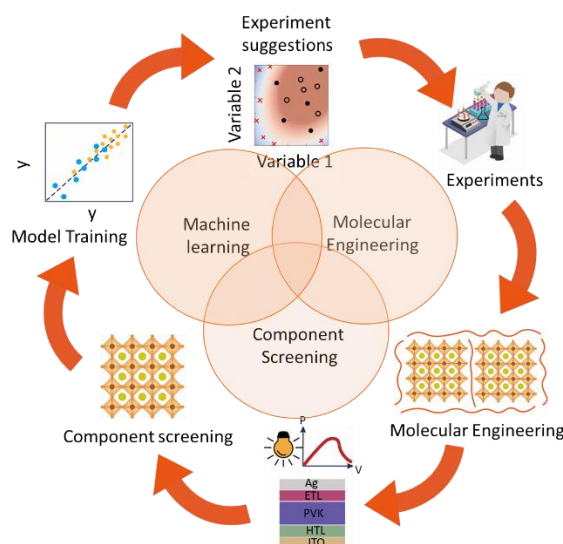 Experiment
suggestions
Variable 2
Variable 1
Experiments
y
y
Model Training
Machine
learning
Molecular
Engineering
Component
Screening
Component screening
Molecular Engineering
P
V
Ag
ETL
PVK
HTL
ITO